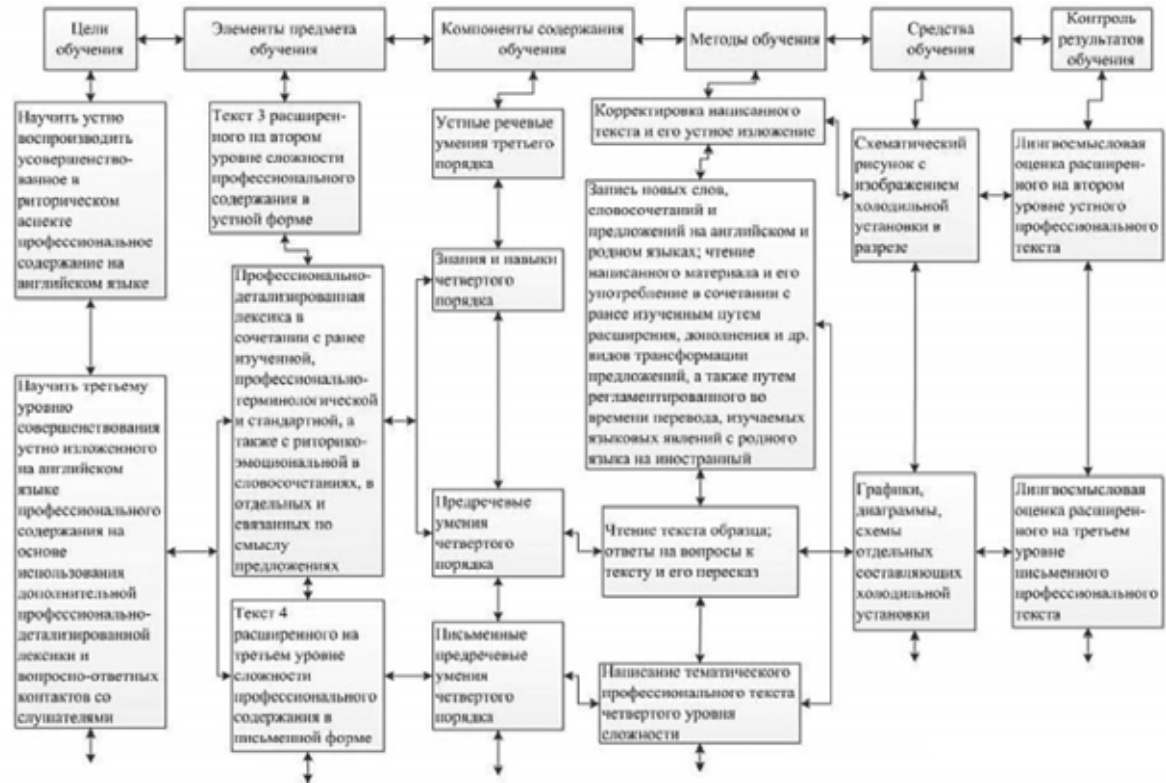 Цели
обучения
Элементы предмета
обучения
Компоненты содержания
обучения
Методы обучения
Средства
обучения
Контроль
результатов
обучения
Научить устно
воспроизводить
усовершенство-
ванное в
риторическом
аспекте
профессиональное
содержание на
английском языке
Научить третьему
уровню
совершенствования
устно изложенного
на английском
языке
профессионального
содержания на
основе
использования
дополнительной
профессионально-
детализированной
лексики и
вопросно-ответных
контактов со
слушателями
Текст 3 расширен-
ного на втором
уровне сложности
профессионального
содержания в
устной форме
Профессионально-
детализированная
лексика в
сочетании с ранее
изученной,
профессионально-
терминологической
и стандартной, а
также с риторико-
эмоциональной в
словосочетаниях, в
отдельных и
связанных по
смыслу
предложениях
Текст 4
расширенного на
третьем уровне
сложности
профессионального
содержания в
письменной форме
Устные речевые
умения третьего
порядка
Знания и навыки
четвертого
порядка
Предречевые
умения
четвертого
порядка
Письменные
предречевые
умения
четвертого
порядка
Корректировка написанного
текста и его устное изложение
Запись новых слов,
словосочетаний и
предложений на английском и
родном языках; чтение
написанного материала и его
употребление в сочетании с
ранее изученным путем
расширения, дополнения и др.
видов трансформации
предложений, а также путем
регламентированного во
времени перевода, изучаемых
языковых явлений с родного
языка на иностранный
Чтение текста образца;
ответы на вопросы к
тексту и его пересказ
Написание тематического
профессионального текста
четвертого уровня
сложности
Схематический
рисунок с
изображением
холодильной
установки в
разрезе
Графики,
диаграммы,
схемы
отдельных
составляющих
холодильной
установки
Лингвосмысловая
оценка расширен-
ного на втором
уровне устного
профессионального
текста
Лингвосмысловая
оценка расширен-
ного на третьем
уровне
письменного
профессионального
текста